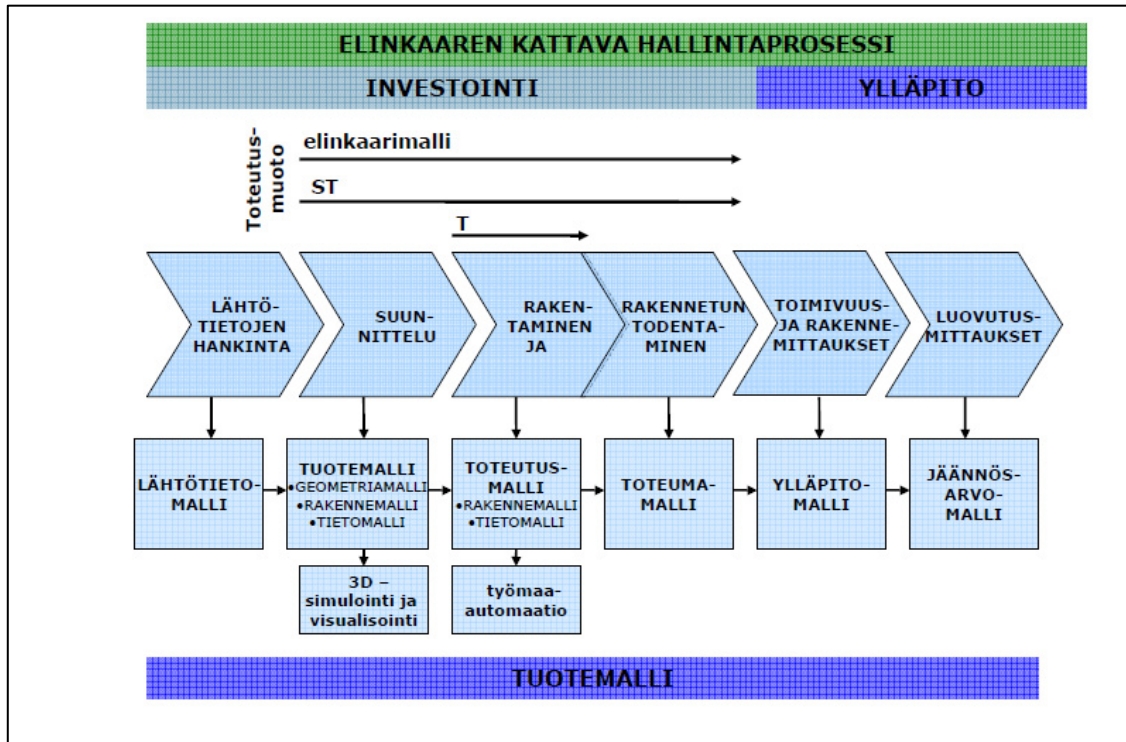 ELINKAAREN KATTAVA HALLINTAPROSESSI
INVESTOINTI
YLLÄPITO
Toteutus-
muoto
elinkaarimalli
ST
T
LÄHTÖ-
TIETOJEN
HANKINTA
SUUN-
NITTELU
RAKEN-
TAMINEN
JA
RAKENNETUN
TODENTA-
MINEN
TOIMIVUUS-
JA RAKENNE-
MITTAUKSET
LUOVUTUS-
MITTAUKSET
LÄHTÖTIETO-
MALLI
TUOTEMALLI
•GEOMETRIAMALLI
•RAKENNEMALLI
•TIETOMALLI
TOTEUTUS-
MALLI
•RAKENNEMALLI
•TIETOMALLI
TOTEUMA-
MALLI
YLLÄPITO-
MALLI
JÄÄNNÖS-
ARVO-
MALLI
3D –
simulointi ja
visualisointi
työmaa-
automaatio
TUOTEMALLI